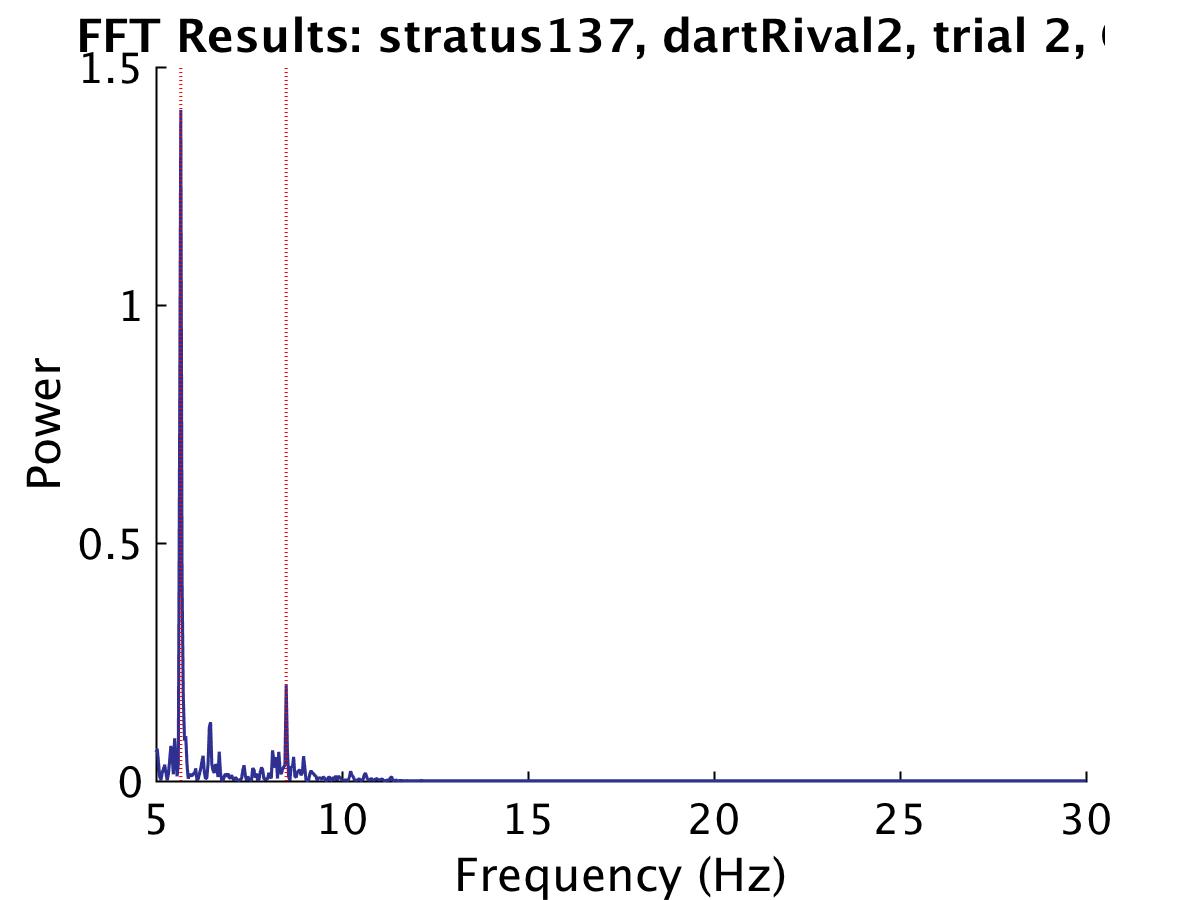 FFT Results: stratus137, dartRival2, trial 2,
1.5
1
0.5
0
Power
5 10 15 20 25 30
Frequency (Hz)